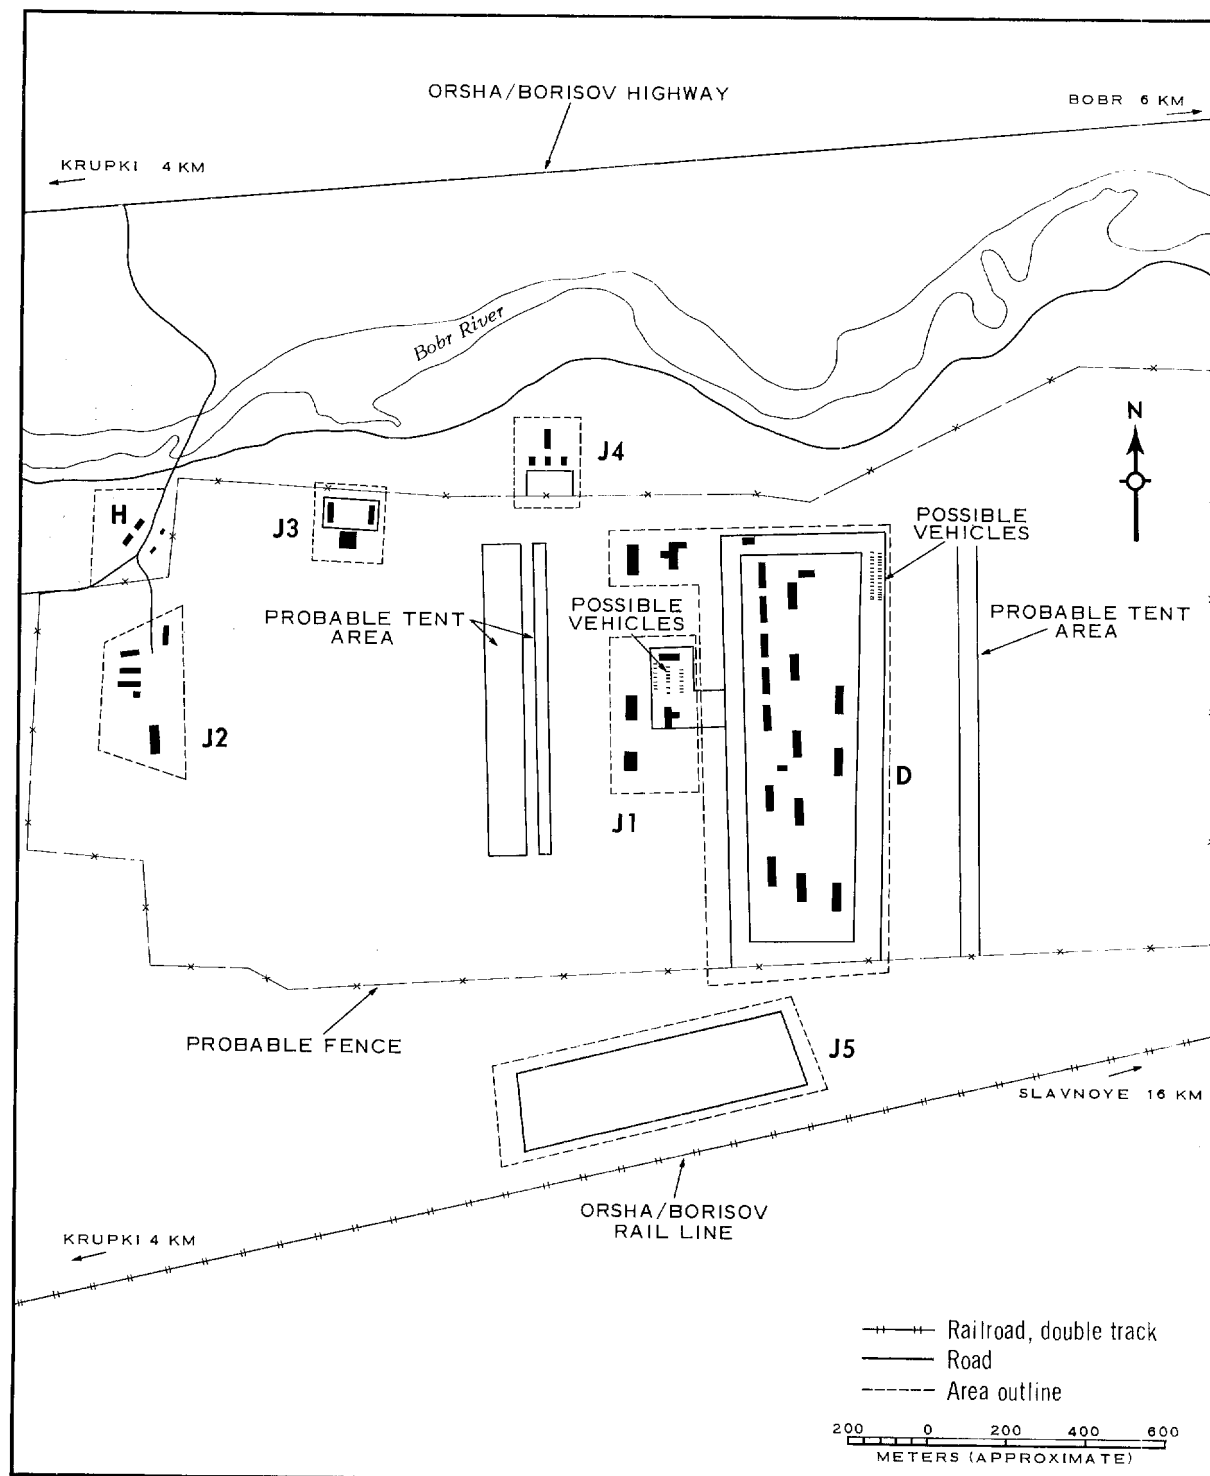 ORSHA/BORISOV HIGHWAY
BOBR 6 KM
KRUPKI 4 KM
Bobr River
N
J4
H
J3
POSSIBLE
VEHICLES
POSSIBLE
VEHICLES
PROBABLE TENT
AREA
PROBABLE TENT
AREA
J2
D
J1
PROBABLE FENCE
J5
SLAVNOYE 16 KM
ORSHA/BORISOV
RAIL LINE
KRUPKI 4 KM
Railroad, double track
Road
Area outline
200 0 200 400 600
METERS (APPROXIMATE)